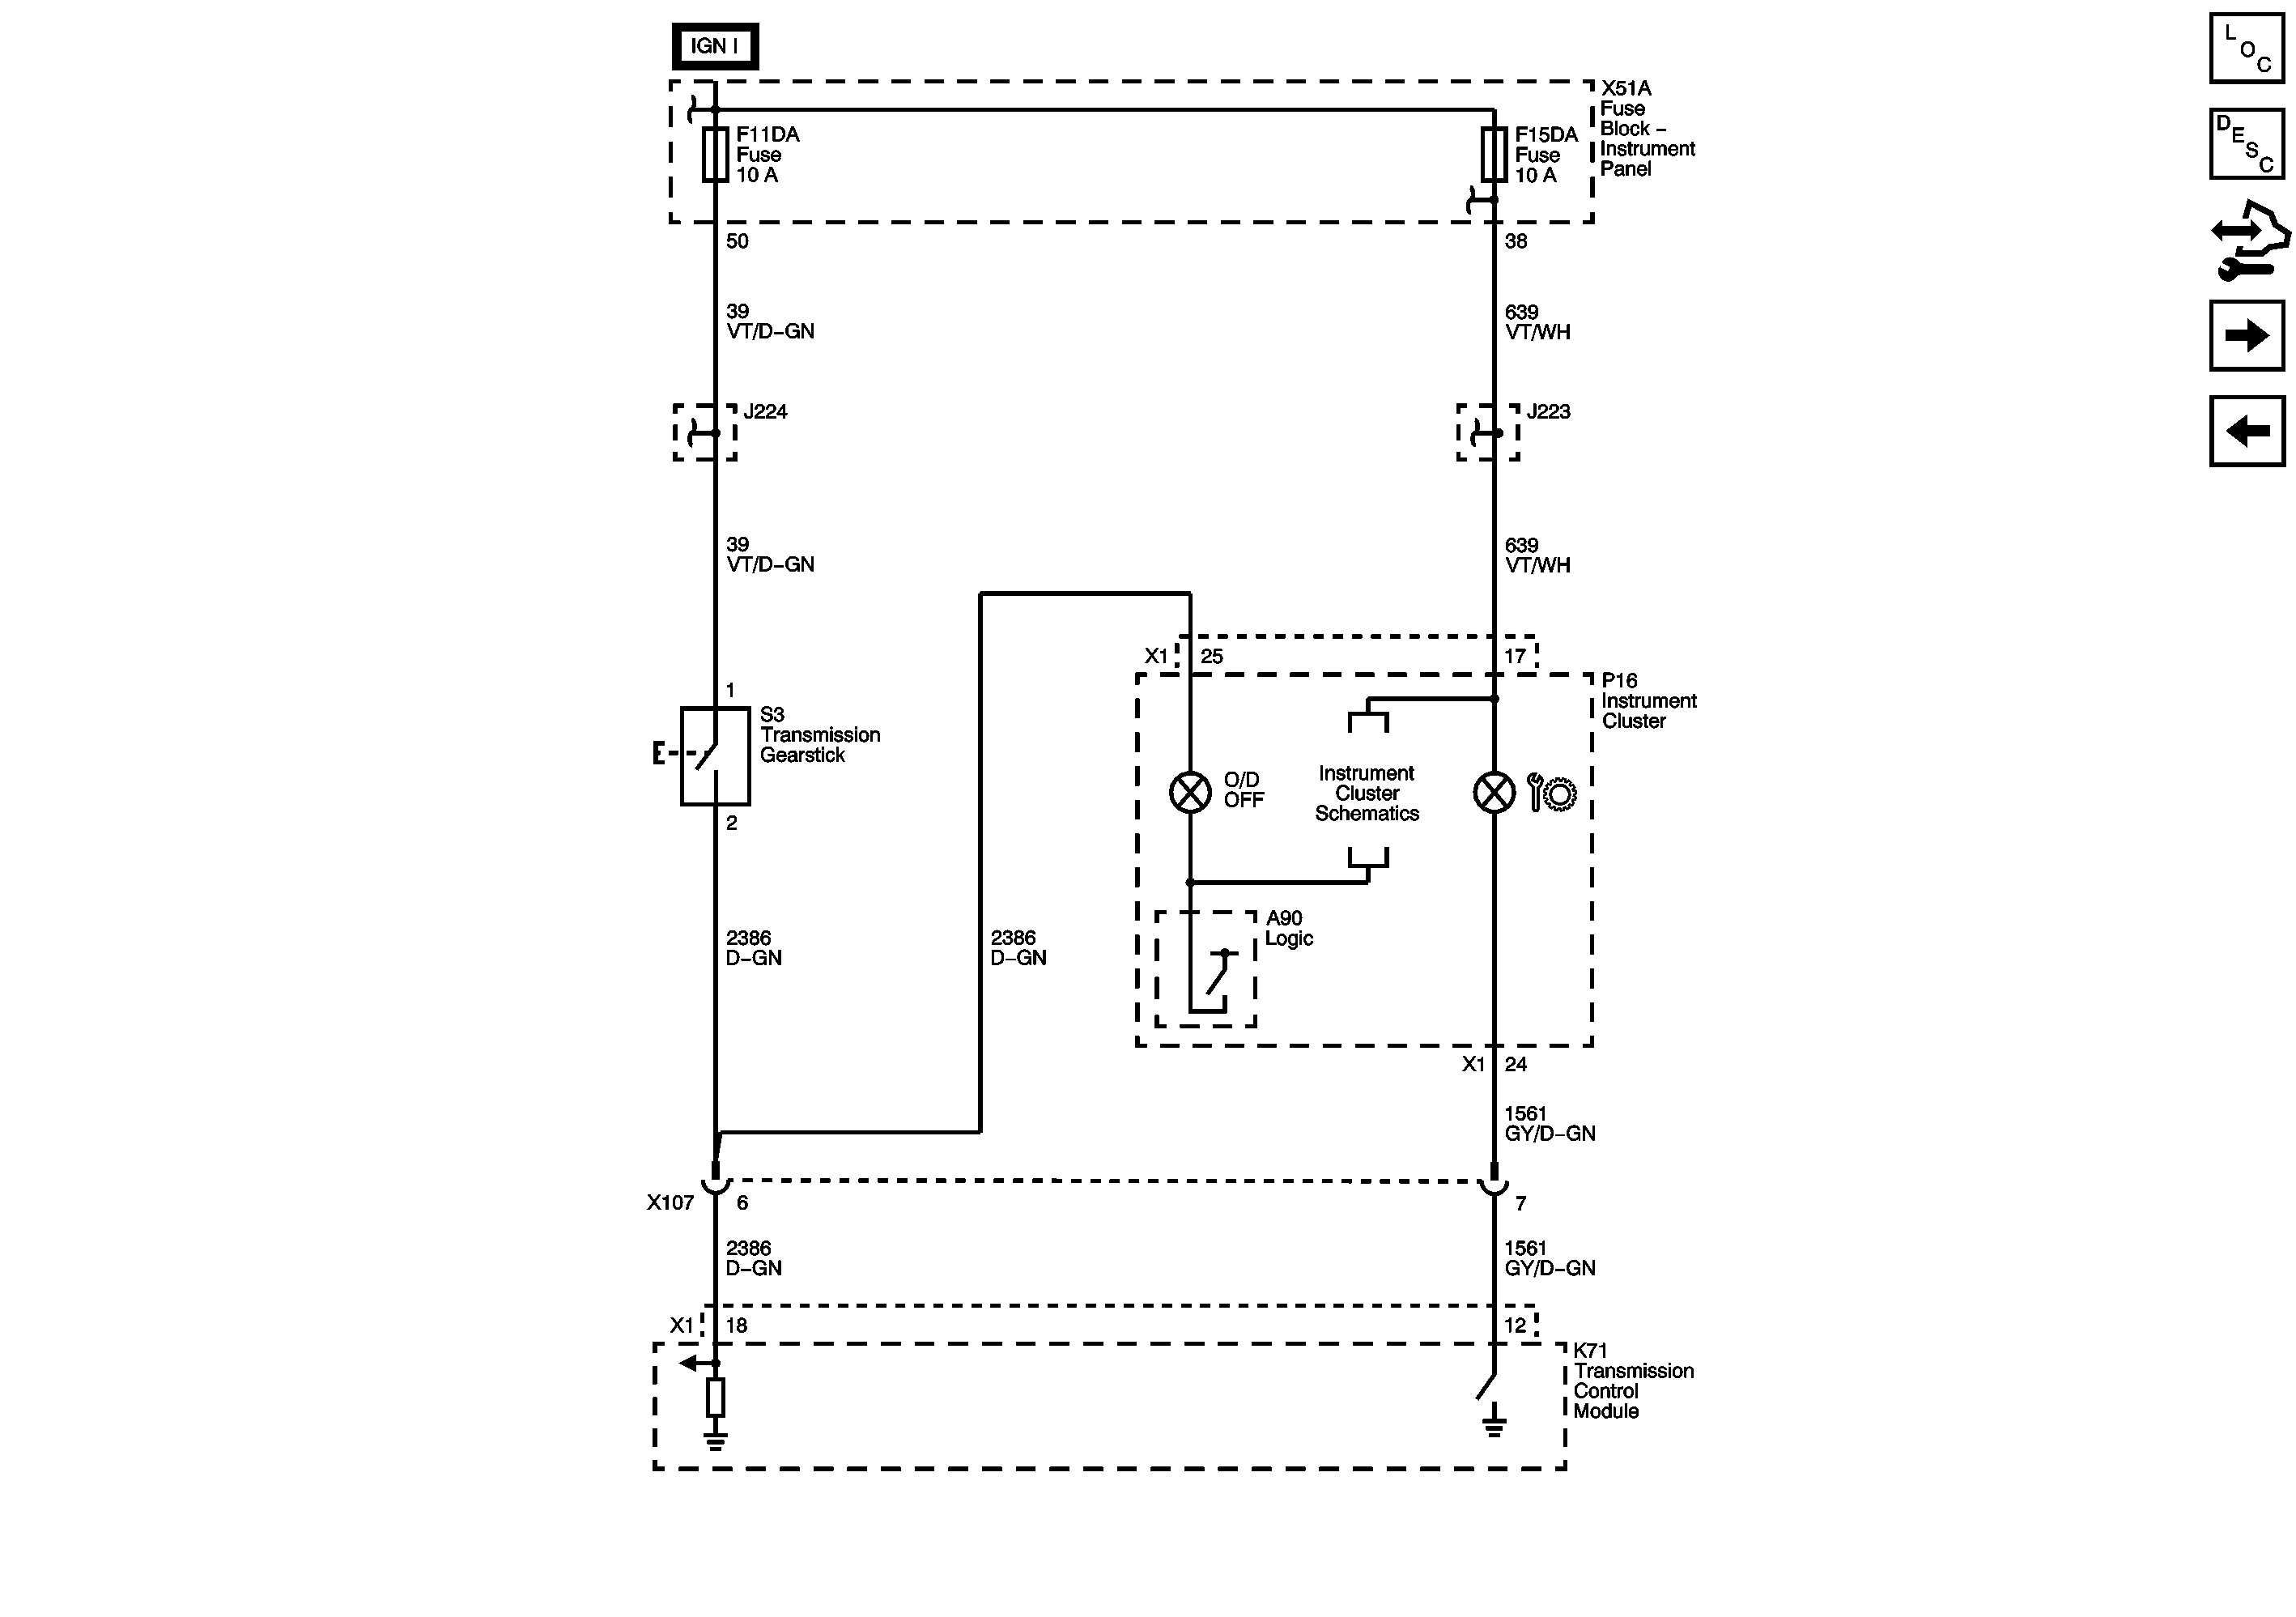 IGN I
X51A
Fuse
Block –
Instrument
Panel
F11DA
Fuse
10 A
F15DA
Fuse
10 A
50
38
39
VT/D–GN
639
VT/WH
J224
J223
39
VT/D–GN
639
VT/WH
X1
25
17
P16
Instrument
Cluster
1
S3
Transmission
Gearstick
2
O/D
OFF
Instrument
Cluster
Schematics
A90
Logic
2386
D–GN
2386
D–GN
X1
24
1561
GY/D–GN
X107
6
7
2386
D–GN
1561
GY/D–GN
X1
18
12
K71
Transmission
Control
Module
LOC
DESC